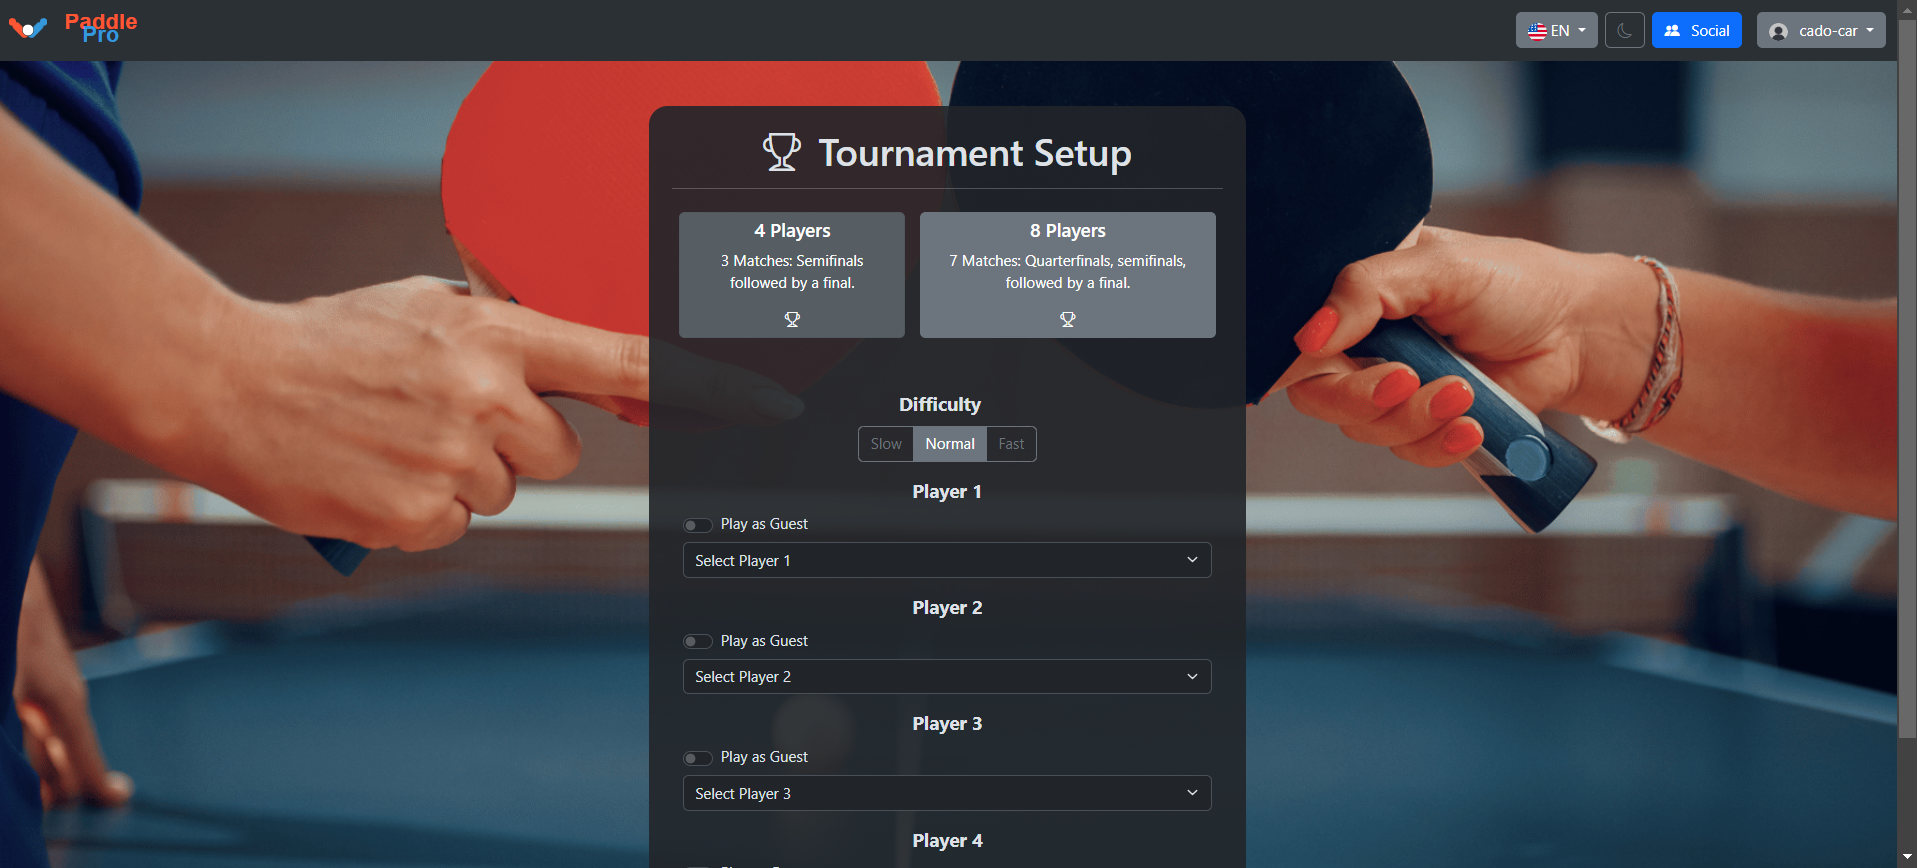 Paddle
Pro
EN
Social
cado-car
Tournament Setup
4 Players
3 Matches: Semifinals
followed by a final.
8 Players
7 Matches: Quarterfinals, semifinals,
followed by a final.
Difficulty
Slow
Normal
Fast
Player 1
Play as Guest
Select Player 1
Player 2
Play as Guest
Select Player 2
Player 3
Play as Guest
Select Player 3
Player 4